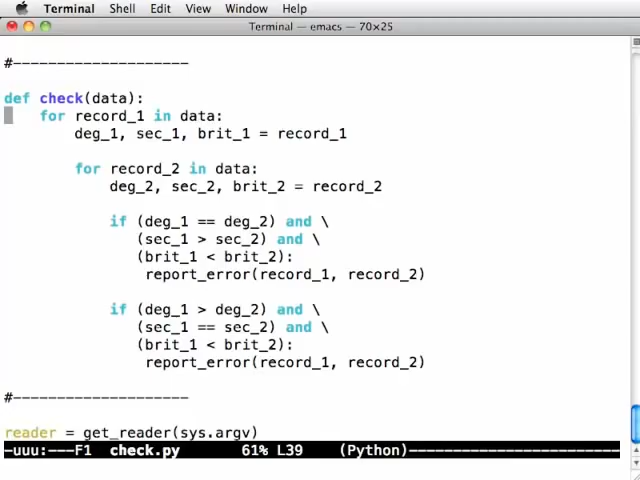 Terminal Shell Edit View Window Help
Terminal — emacs — 70×25
#--------------------
def check(data):
    for record_1 in data:
        deg_1, sec_1, brit_1 = record_1
        for record_2 in data:
            deg_2, sec_2, brit_2 = record_2
            if (deg_1 == deg_2) and \
               (sec_1 > sec_2) and \
               (brit_1 < brit_2):
                report_error(record_1, record_2)
            if (deg_1 > deg_2) and \
               (sec_1 == sec_2) and \
               (brit_1 < brit_2):
                report_error(record_1, record_2)
#--------------------
reader = get_reader(sys.argv)
-uuu:---F1  check.py       61% L39    (Python)------------------------